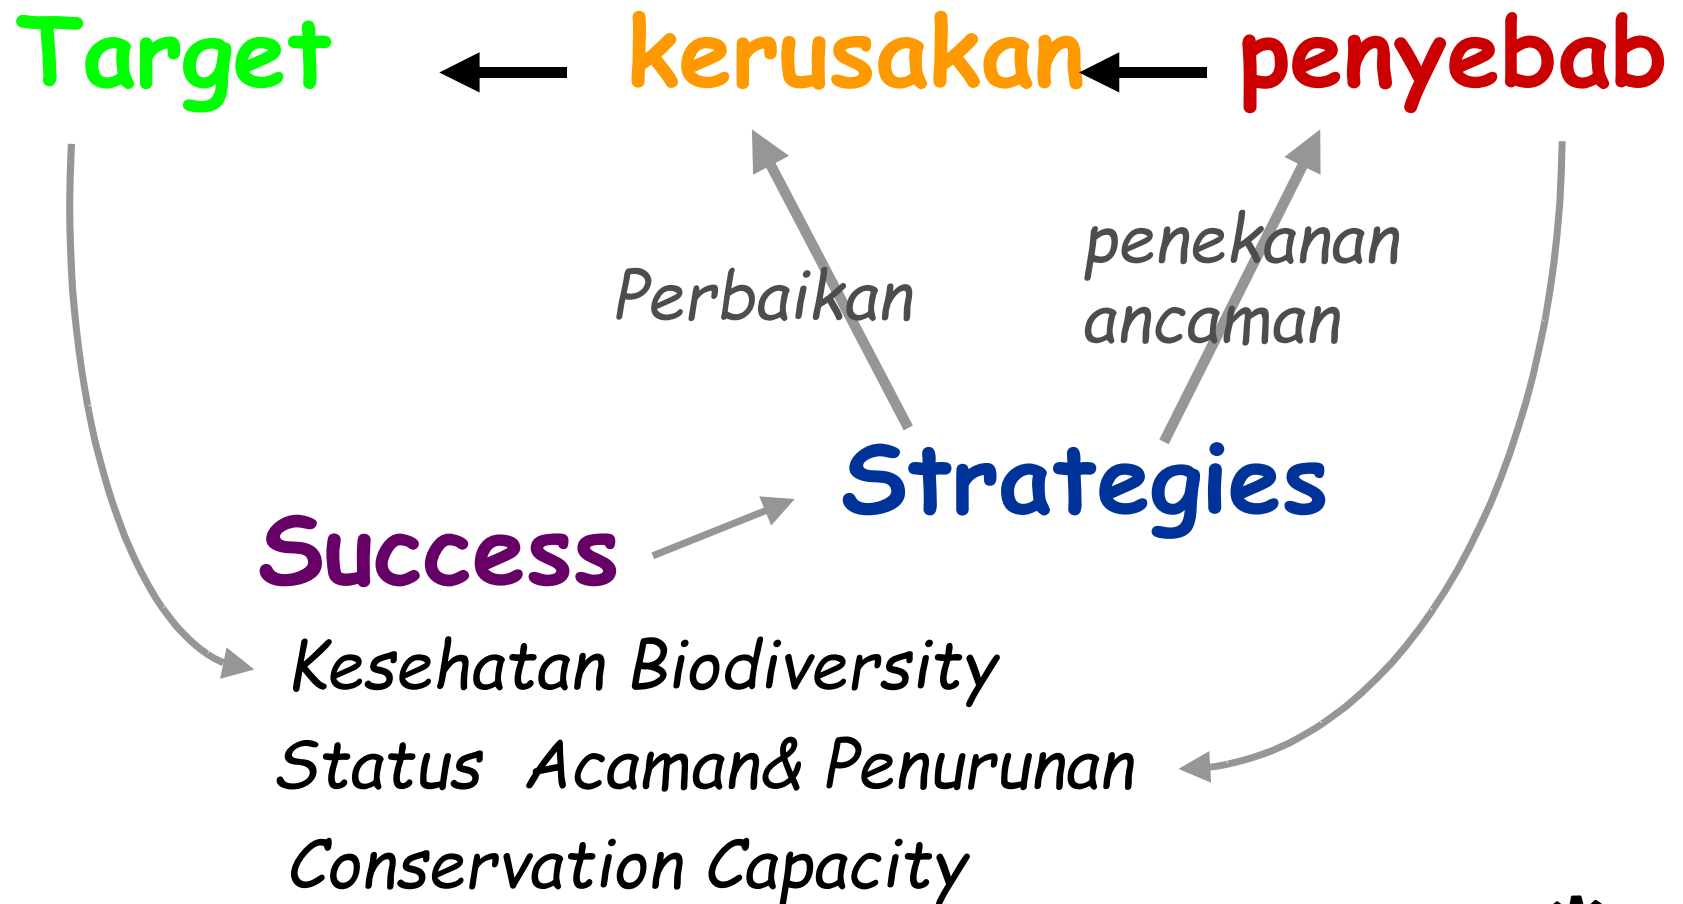 Target kerusakan penyebab
penekanan
Perbaikan
ancaman
Strategies
Success
Kesehatan Biodiversity
Status Acaman& Penurunan
Conservation Capacity